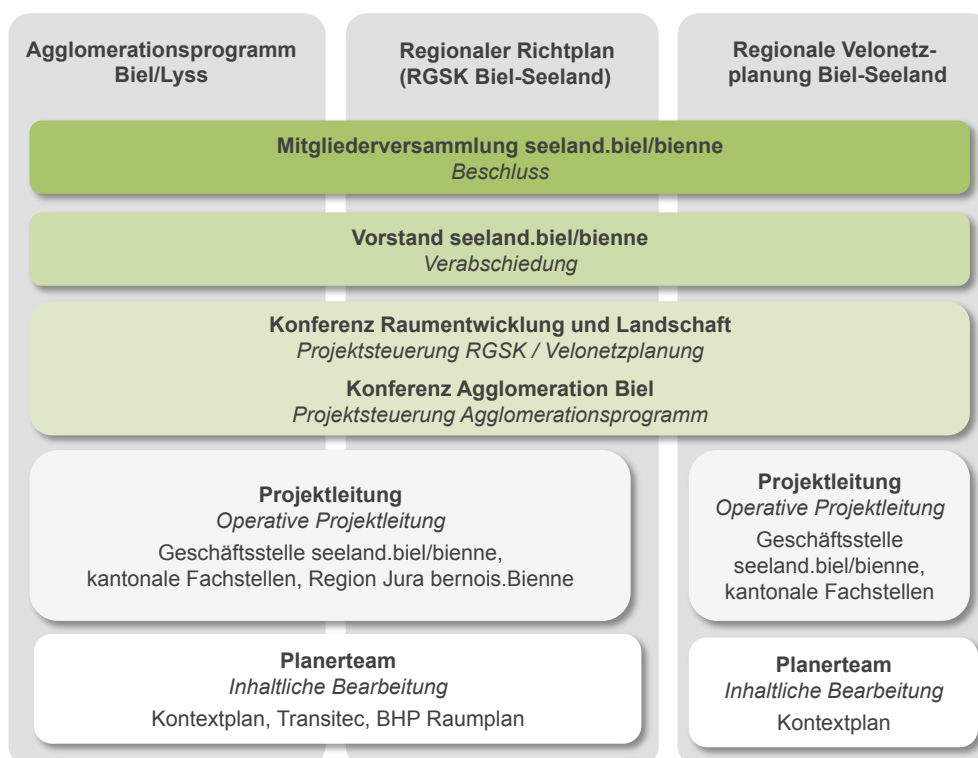 Agglomerationsprogramm
Biel/Lyss
Regionaler Richtplan
(RGSK Biel-Seeland)
Regionale Velonetz-
planung Biel-Seeland
Mitgliederversammlung seeland.biel/bienne
Beschluss
Vorstand seeland.biel/bienne
Verabschiedung
Konferenz Raumentwicklung und Landschaft
Projektsteuerung RGSK / Velonetzplanung
Konferenz Agglomeration Biel
Projektsteuerung Agglomerationsprogramm
Projektleitung
Operative Projektleitung
Geschäftsstelle seeland.biel/bienne,
kantonale Fachstellen, Region Jura bernois.Bienne
Projektleitung
Operative Projektleitung
Geschäftsstelle
seeland.biel/bienne,
kantonale Fachstellen
Planerteam
Inhaltliche Bearbeitung
Kontextplan, Transitec, BHP Raumplan
Planerteam
Inhaltliche Bearbeitung
Kontextplan